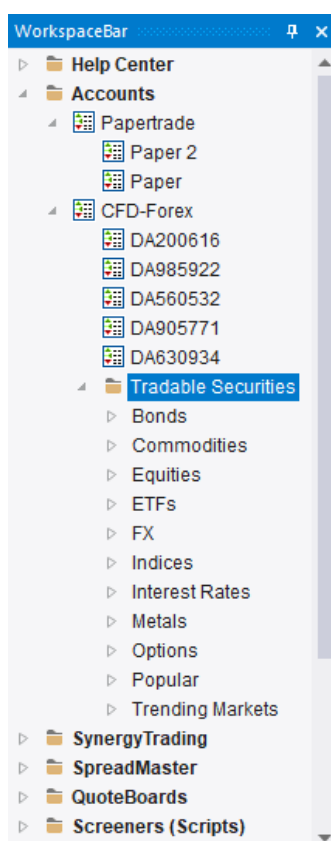 WorkspaceBar
Help Center
Accounts
Papertrade
Paper 2
Paper
CFD-Forex
DA200616
DA985922
DA560532
DA905771
DA630934
Tradable Securities
Bonds
Commodities
Equities
ETFs
FX
Indices
Interest Rates
Metals
Options
Popular
Trending Markets
SynergyTrading
SpreadMaster
QuoteBoards
Screeners (Scripts)